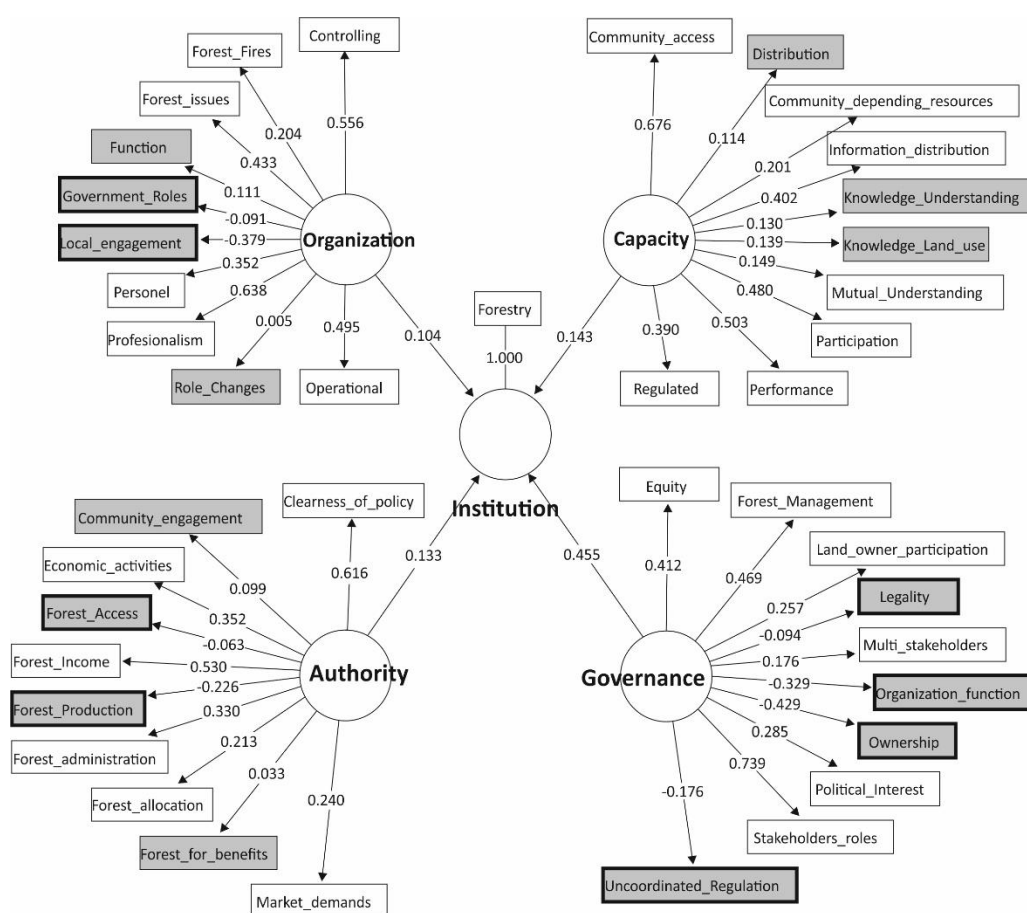 Controlling
Forest_Fires
Forest_issues
Function
Government_Roles
Local_engagement
Personel
Profesionalism
Role_Changes
Operational
0.556
0.204
0.433
0.111
-0.091
-0.379
0.352
0.638
0.005
0.495
Organization
0.104
Community_access
Distribution
Community_depending_resources
Information_distribution
Knowledge_Understanding
Knowledge_Land_use
Mutual_Understanding
Participation
Performance
Regulated
0.676
0.114
0.201
0.402
0.130
0.139
0.149
0.480
0.503
0.390
Capacity
0.143
Forestry
1.000
Institution
Clearness_of_policy
Community_engagement
Economic_activities
Forest_Access
Forest_Income
Forest_Production
Forest_administration
Forest_allocation
Forest_for_benefits
Market_demands
0.616
0.099
0.352
-0.063
0.530
-0.226
0.330
0.213
0.033
0.240
Authority
0.133
Equity
Forest_Management
Land_owner_participation
Legality
Multi_stakeholders
Organization_function
Ownership
Political_Interest
Stakeholders_roles
Uncoordinated_Regulation
0.412
0.469
0.257
-0.094
0.176
-0.329
-0.429
0.285
0.739
-0.176
Governance
0.455